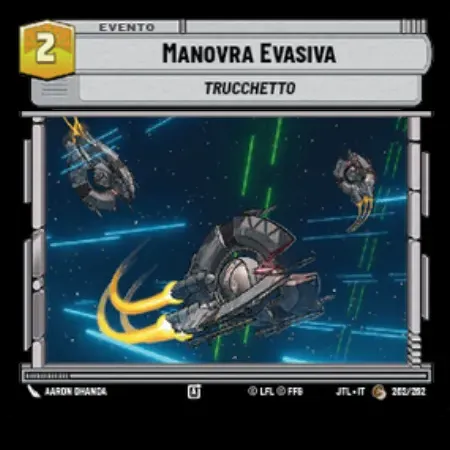 EVENTO
2
MANOVRA EVASIVA
TRUCCHETTO
AARON DHANDA
© LFL © FFG
JTL • IT
262/262